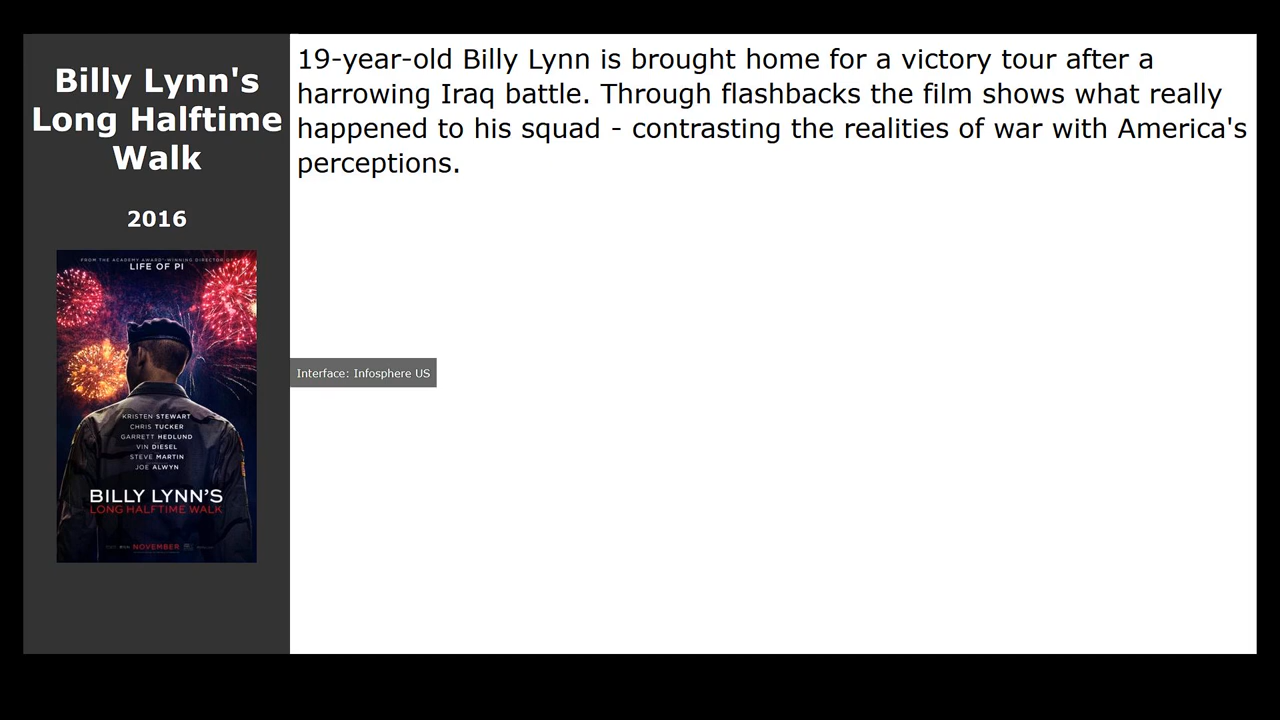 Billy Lynn's
Long Halftime
Walk
2016
FROM THE ACADEMY AWARD WINNING DIRECTOR OF
LIFE OF PI
KRISTEN STEWART
CHRIS TUCKER
GARRETT HEDLUND
VIN DIESEL
STEVE MARTIN
JOE ALWYN
BILLY LYNN'S
LONG HALFTIME WALK
NOVEMBER
19-year-old Billy Lynn is brought home for a victory tour after a
harrowing Iraq battle. Through flashbacks the film shows what really
happened to his squad - contrasting the realities of war with America's
perceptions.
Interface: Infosphere US